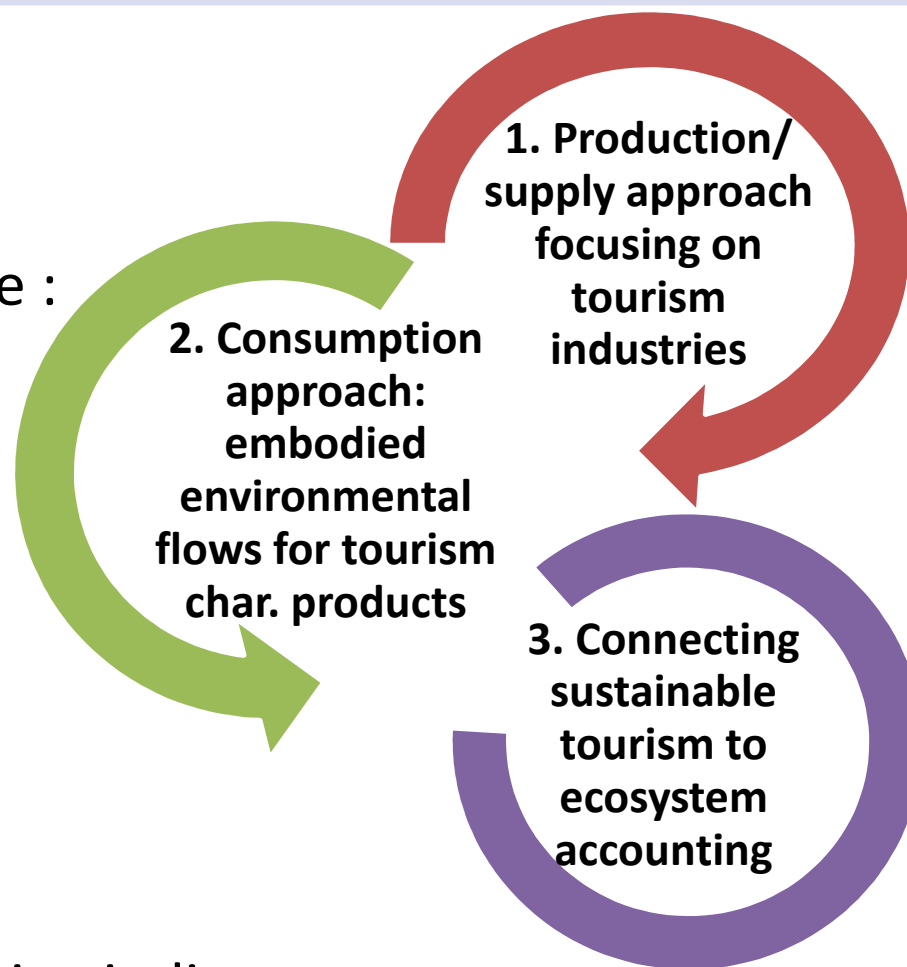 1. Production/
supply approach
focusing on
tourism
industries
e :
2. Consumption
approach:
embodied
environmental
flows for tourism
char. products
3. Connecting
sustainable
tourism to
ecosystem
accounting